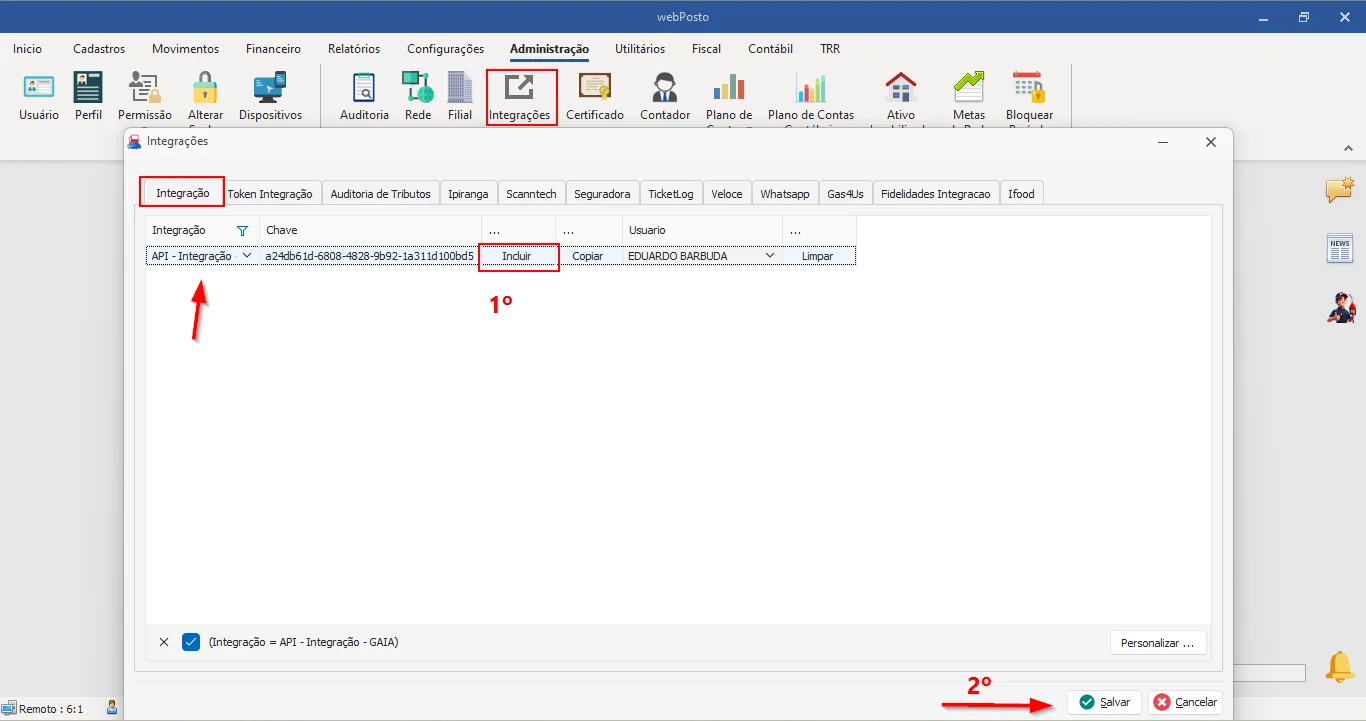 webPosto
Inicio Cadastros Movimentos Financeiro Relatórios Configurações Administração Utilitários Fiscal Contábil TRR
Usuário Perfil Permissão Alterar Dispositivos Auditoria Rede Filial Integrações Certificado Contador Plano de Plano de Contas Ativo Metas Bloquear
Integrações
Integração Token Integração Auditoria de Tributos Ipiranga Scanntech Seguradora TicketLog Veloce Whatsapp Gas4Us Fidelidades Integracao Ifood
Integração Chave ... ... Usuario ...
API - Integração a24db61d-6808-4828-9b92-1a311d100bd5 Incluir Copiar EDUARDO BARBUDA Limpar
1º
NEWS
(Integração = API - Integração - GAIA) Personalizar ...
2º
Salvar Cancelar
Remoto : 6:1